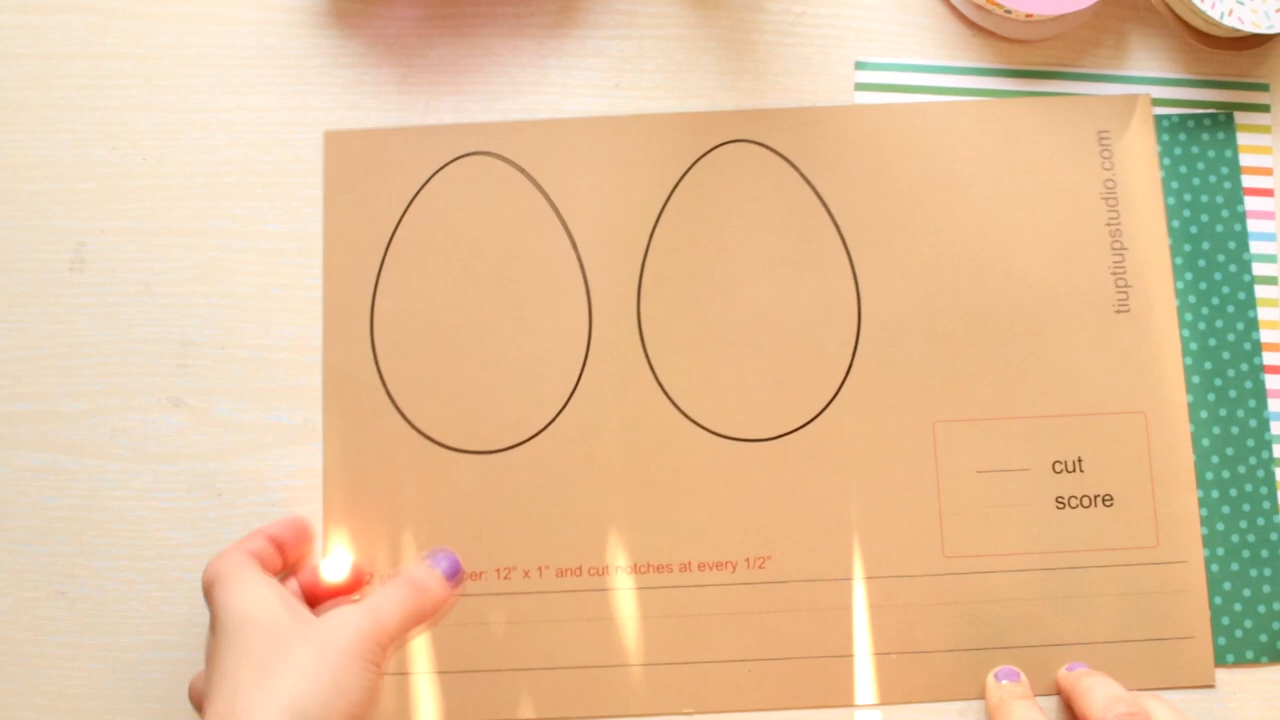 tiuptiupstudio.com
cut
score
per: 12" x 1" and cut notches at every 1/2"